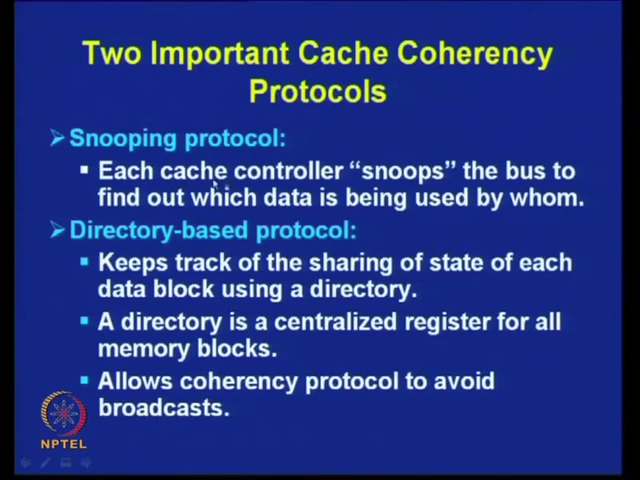 Two Important Cache Coherency
Protocols
Snooping protocol:
Each cache controller “snoops” the bus to
find out which data is being used by whom.
Directory-based protocol:
Keeps track of the sharing of state of each
data block using a directory.
A directory is a centralized register for all
memory blocks.
Allows coherency protocol to avoid
broadcasts.
NPTEL